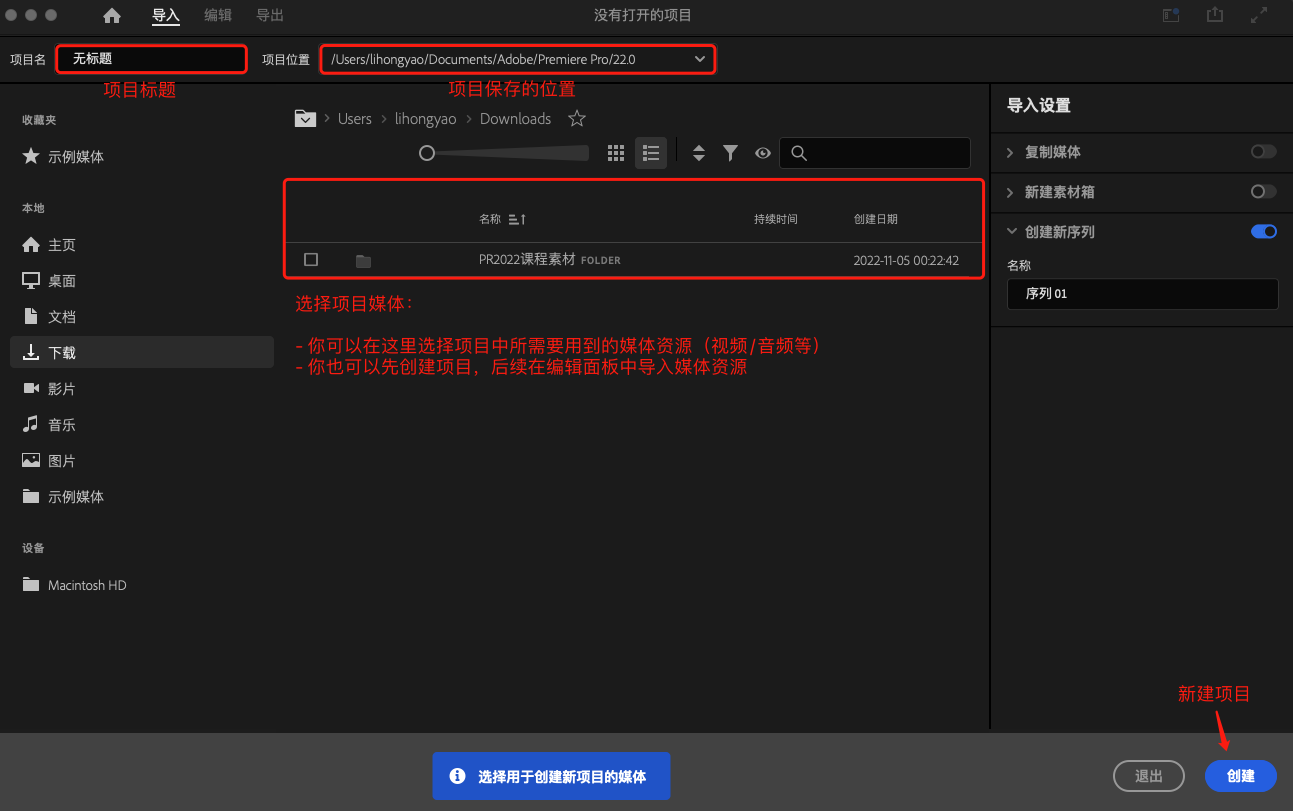 导入 编辑 导出 没有打开的项目
项目名 无标题 项目位置 /Users/lihongyao/Documents/Adobe/Premiere Pro/22.0
项目标题 项目保存的位置
收藏夹
示例媒体
本地
主页
桌面
文档
下载
影片
音乐
图片
示例媒体
设备
Macintosh HD
Users › lihongyao › Downloads
名称 持续时间 创建日期
PR2022课程素材 FOLDER 2022-11-05 00:22:42
选择项目媒体：
- 你可以在这里选择项目中所需要用到的媒体资源（视频/音频等）
- 你也可以先创建项目，后续在编辑面板中导入媒体资源
导入设置
复制媒体
新建素材箱
创建新序列
名称
序列 01
新建项目
选择用于创建新项目的媒体
退出 创建